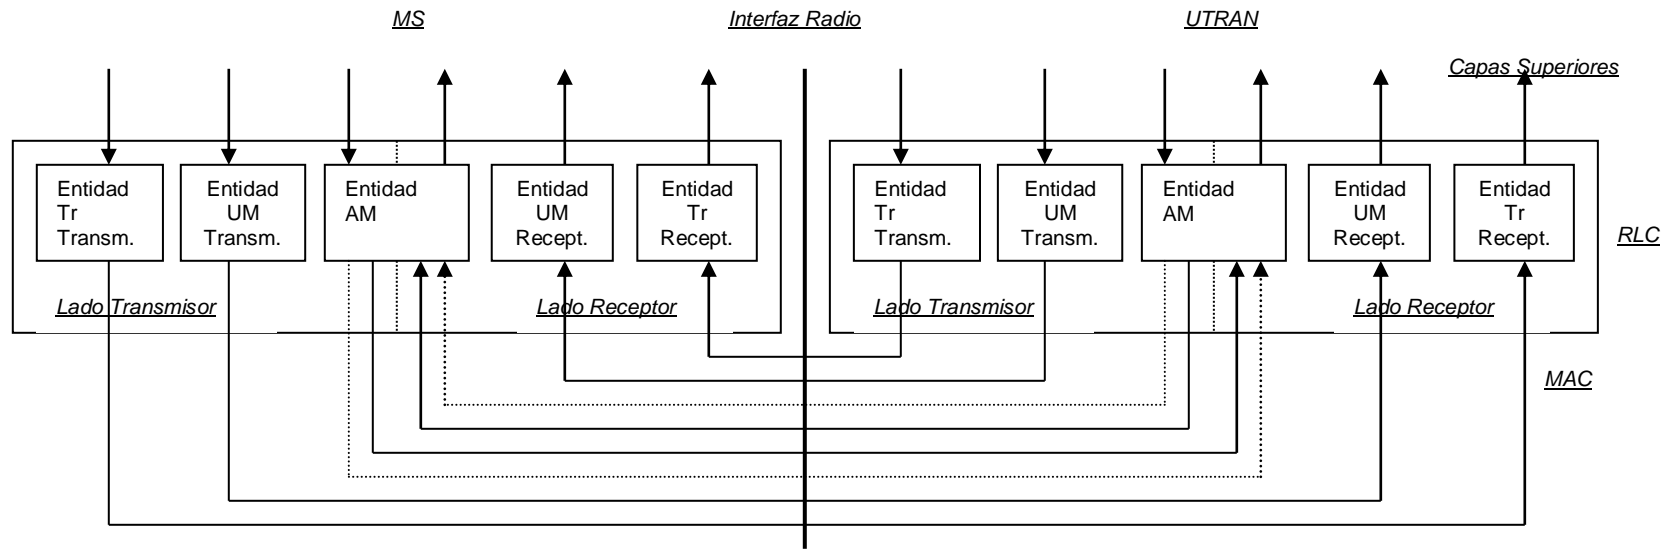 MS
Interfaz Radio
UTRAN
Capas Superiores
Entidad
Tr
Transm.
Entidad
UM
Transm.
Entidad
AM
Entidad
UM
Recept.
Entidad
Tr
Recept.
Entidad
Tr
Transm.
Entidad
UM
Transm.
Entidad
AM
Entidad
UM
Recept.
Entidad
Tr
Recept.
RLC
Lado Transmisor
Lado Receptor
Lado Transmisor
Lado Receptor
MAC